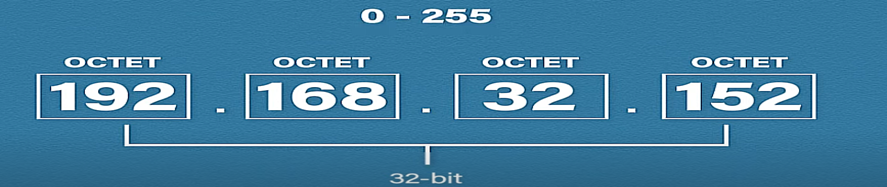 0 - 255
OCTET OCTET OCTET OCTET
192 . 168 . 32 . 152
32-bit